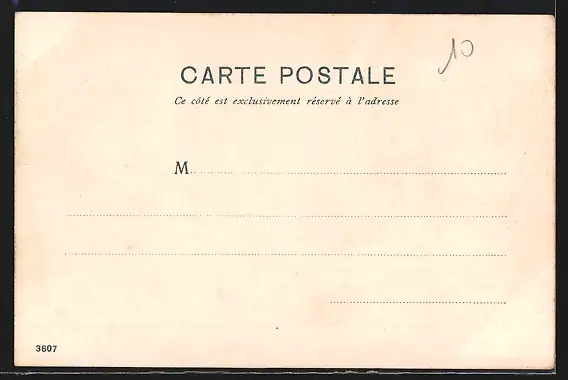 10
CARTE POSTALE
Ce côté est exclusivement réservé à l'adresse
M
3607